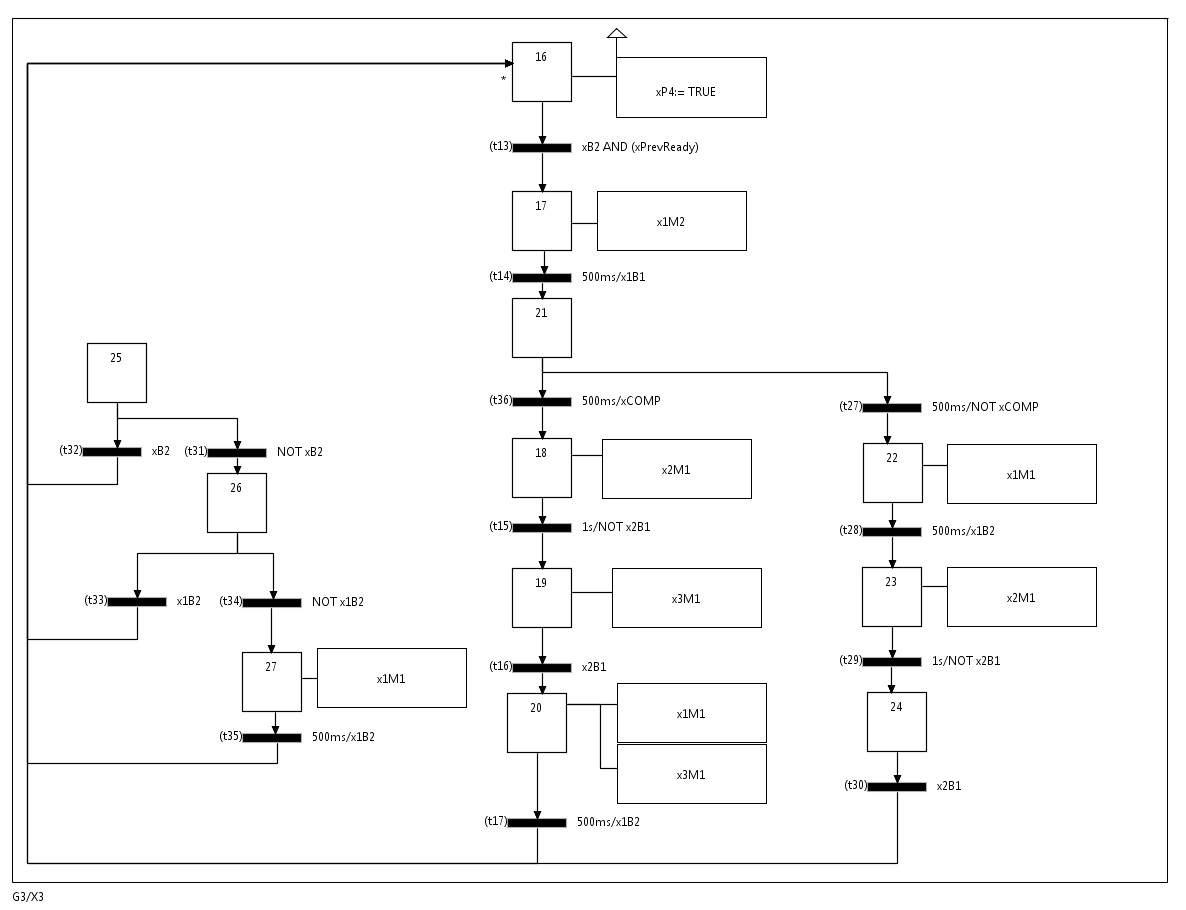 16
*
xP4:= TRUE
(t13) xB2 AND (xPrevReady)
17
x1M2
(t14) 500ms/x1B1
21
25
(t36) 500ms/xCOMP
(t27) 500ms/NOT xCOMP
(t32) xB2
(t31) NOT xB2
18
x2M1
22
x1M1
26
(t15) 1s/NOT x2B1
(t28) 500ms/x1B2
19
x3M1
23
x2M1
(t33) x1B2
(t34) NOT x1B2
27
x1M1
(t16) x2B1
(t29) 1s/NOT x2B1
20
x1M1
x3M1
24
(t35) 500ms/x1B2
(t30) x2B1
(t17) 500ms/x1B2
G3/X3